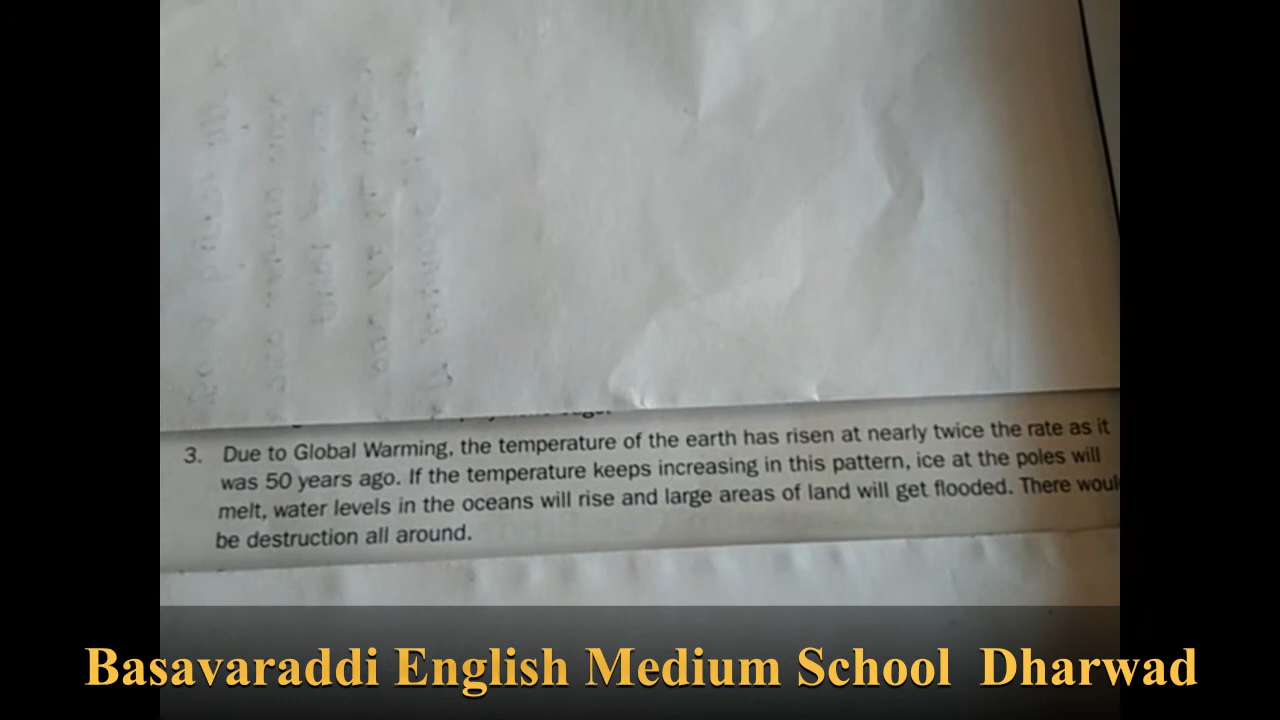 3. Due to Global Warming, the temperature of the earth has risen at nearly twice the rate as it
was 50 years ago. If the temperature keeps increasing in this pattern, ice at the poles will
melt, water levels in the oceans will rise and large areas of land will get flooded. There woul
be destruction all around.
Basavaraddi English Medium School Dharwad